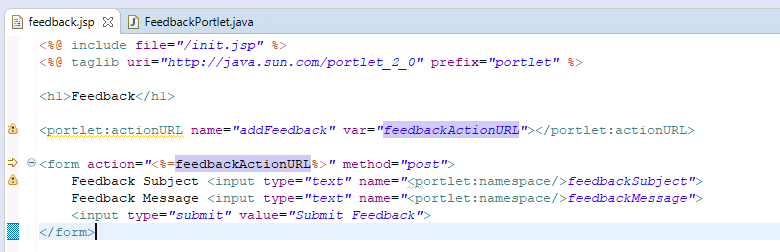 feedback.jsp FeedbackPortlet.java
<%@ include file="/init.jsp" %>
<%@ taglib uri="http://java.sun.com/portlet_2_0" prefix="portlet" %>
<h1>Feedback</h1>
<portlet:actionURL name="addFeedback" var="feedbackActionURL"></portlet:actionURL>
<form action="<%=feedbackActionURL%>" method="post">
Feedback Subject <input type="text" name="<portlet:namespace/>feedbackSubject">
Feedback Message <input type="text" name="<portlet:namespace/>feedbackMessage">
<input type="submit" value="Submit Feedback">
</form>